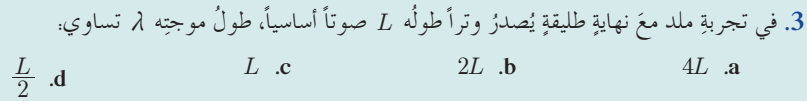 3. في تجربةِ ملد معَ نهايةٍ طليقةٍ يُصدرُ وتراً طولُه L صوتاً أساسياً، طولُ موجتِه λ تساوي:
4L .a 2L .b L .c L/2 .d